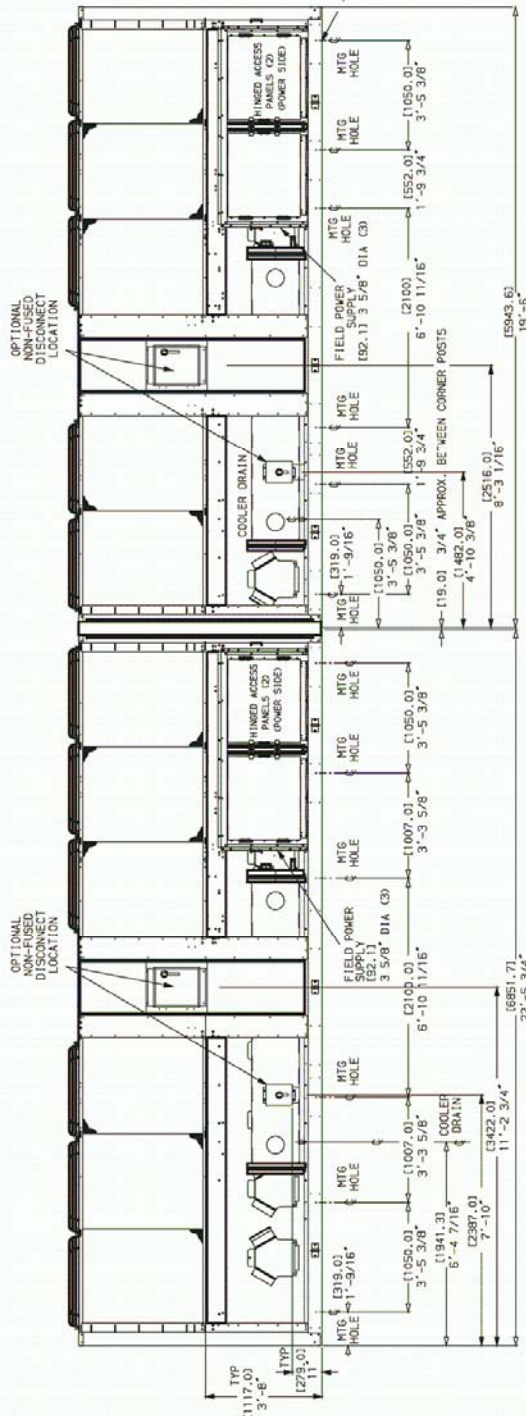 OPTIONAL
NON-FUSED
DISCONNECT
LOCATION
OPTIONAL
NON-FUSED
DISCONNECT
LOCATION
HINGED ACCESS
PANELS (2)
(POWER SIDE)
HINGED ACCESS
PANELS (2)
(POWER SIDE)
COOLER DRAIN
TYP
[1117.0]
3'-8"
TYP
[279.0]
11
MTG
HOLE
[319.0]
1'-9/16"
[1050.0]
3'-5 3/8"
MTG
HOLE
[1007.0]
3'-3 5/8
MTG
HOLE
[2100.0]
6'-10 11/16"
FIELD POWER
SUPPLY
[92.1]
3 5/8" DIA (3)
MTG
HOLE
[1007.0]
3'-3 5/8"
MTG
HOLE
[1050.0]
3'-5 3/8"
MTG
HOLE
COOLER
DRAIN
[1941.3]
6'-4 7/16"
[2387.0]
7'-10"
[3422.0]
11'-2 3/4"
[6851.7]
22'-5 3/4"
MTG
HOLE
[319.0]
1'-9/16"
[1050.0]
3'-5 3/8"
MTG
HOLE
[552.0]
1'-9 3/4
MTG
HOLE
[2100]
6'-10 11/16"
FIELD POWER
SUPPLY
[92.1] 3 5/8" DIA (3)
MTG
HOLE
[552.0]
1'-9 3/4"
MTG
HOLE
[1050.0]
3'-5 3/8"
MTG
HOLE
[1050.0]
3'-5 3/8"
[19.0] 3/4" APPROX. BETWEEN CORNER POSTS
[1482.0]
4'-10 3/8"
[2516.0]
8'-3 1/16"
[5943.6]
19'-6"